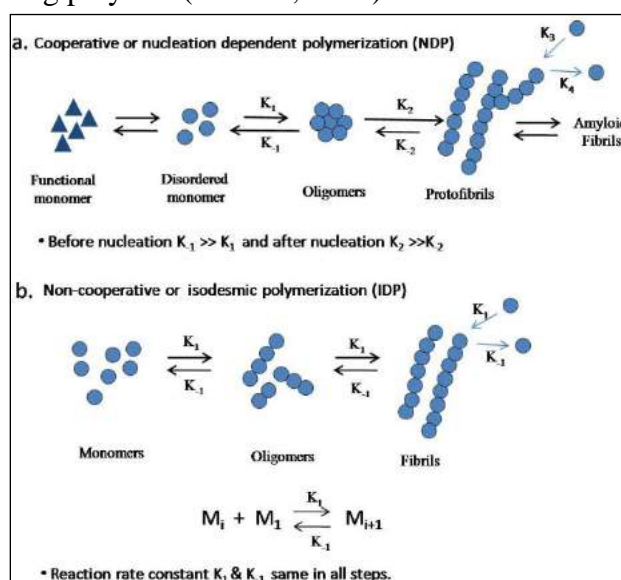 a. Cooperative or nucleation dependent polymerization (NDP)
K₃
K₄
K₁
K₋₁
K₂
K₋₂
Functional monomer
Disordered monomer
Oligomers
Protofibrils
Amyloid Fibrils
• Before nucleation K₋₁ >> K₁ and after nucleation K₂ >>K₋₂
b. Non-cooperative or isodesmic polymerization (IDP)
K₁
K₋₁
K₁
K₋₁
K₁
K₋₁
Monomers
Oligomers
Fibrils
Mᵢ + M₁ K₁ K₋₁ Mᵢ₊₁
• Reaction rate constant K₁ & K₋₁ same in all steps.